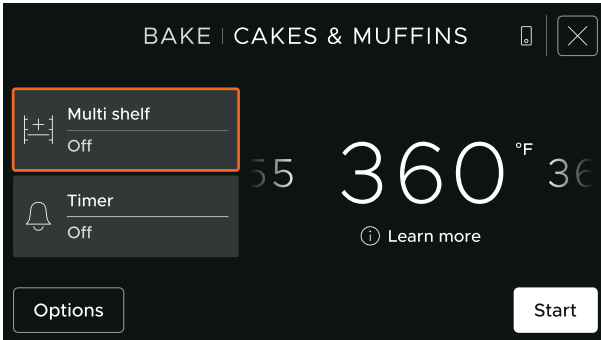 BAKE | CAKES & MUFFINS
Multi shelf
Off
55 360 °F 36
Timer
Off
Learn more
Options
Start